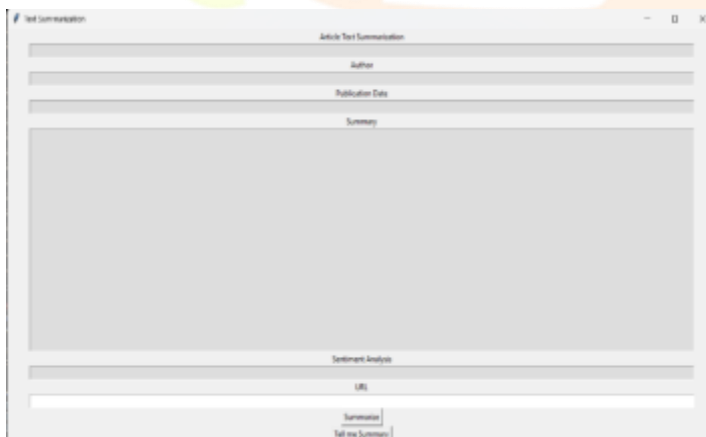 Text Summarization
Article Text Summarization
Author
Publication Date
Summary
Sentiment Analysis
URL
Summarize
Tell me Summary